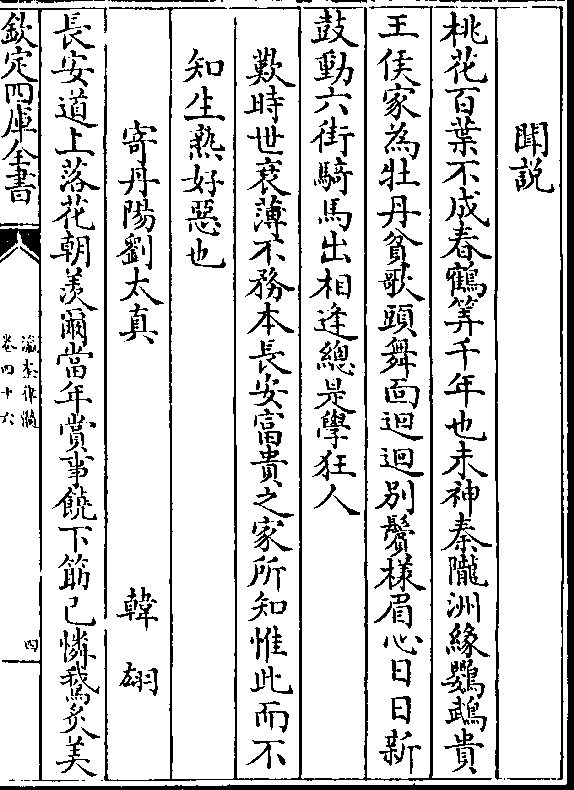 聞説
桃花百葉不成春鶴筭千年也未神秦隴洲緣鸚鵡貴
王侯家為牡丹貧歌頭舞面迴迴别鬢樣眉心日日新
鼓動六街騎馬出相逢總是學狂人
歎時世衰薄不務本長安富貴之家所知惟此而不
知生熟好惡也
寄丹陽劉太真 韓翃
長安道上落花朝羨爾當年賞事饒下筯已憐鵞炙美
欽定四庫全書
瀛奎律髓
卷四十六
四